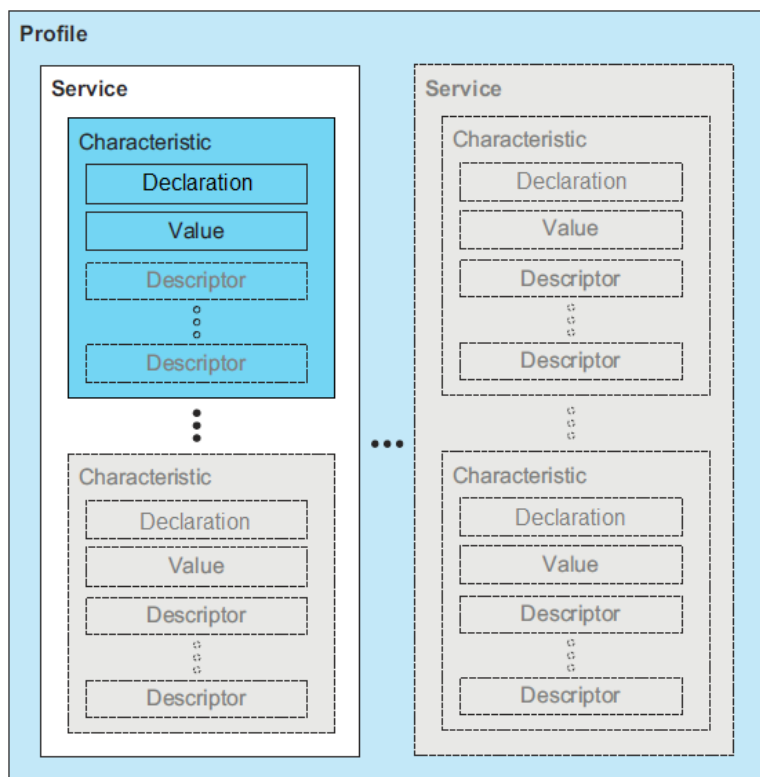 Profile
Service
Characteristic
Declaration
Value
Descriptor
Descriptor
Characteristic
Declaration
Value
Descriptor
Descriptor
Service
Characteristic
Declaration
Value
Descriptor
Descriptor
Characteristic
Declaration
Value
Descriptor
Descriptor